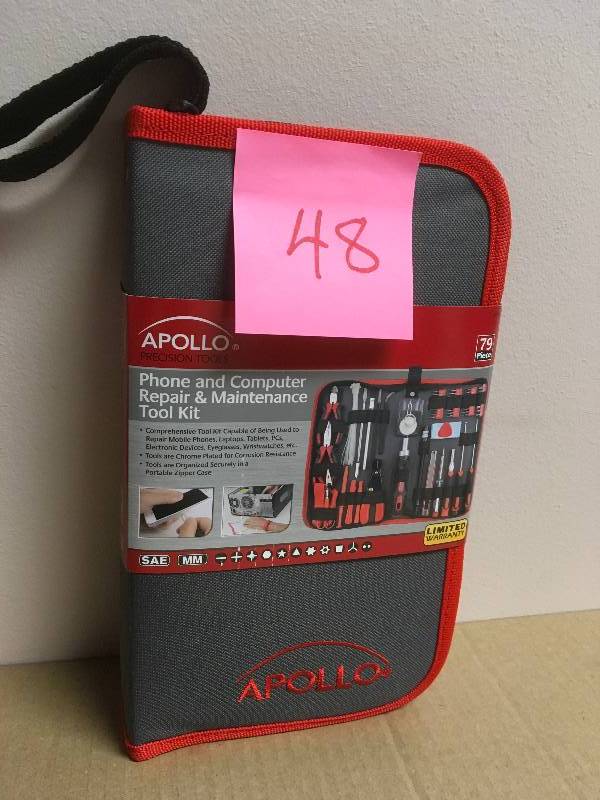 48
APOLLO®
PRECISION TOOLS
79
Pieces
Phone and Computer
Repair & Maintenance
Tool Kit
• Comprehensive Tool Kit Capable of Being Used to
Repair Mobile Phones, Laptops, Tablets, PCs,
Electronic Devices, Eyeglasses, Wristwatches, etc.
• Tools are Chrome Plated for Corrosion Resistance
• Tools are Organized Securely in a
Portable Zipper Case
LIMITED
WARRANTY
SAE MM
APOLLO®